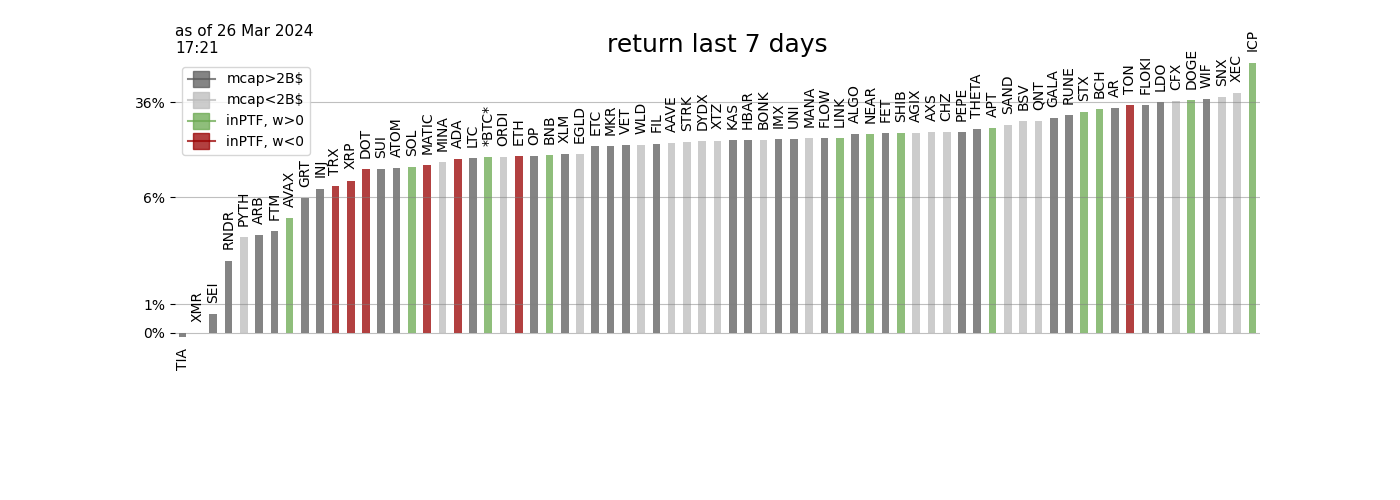 as of 26 Mar 2024
17:21
return last 7 days
mcap>2B$
mcap<2B$
inPTF, w>0
inPTF, w<0
36%
6%
1%
0%
TIA
XMR
SEI
RNDR
PYTH
ARB
FTM
AVAX
GRT
INJ
TRX
XRP
DOT
SUI
ATOM
SOL
MATIC
MINA
ADA
LTC
*BTC*
ORDI
ETH
OP
BNB
XLM
EGLD
ETC
MKR
VET
WLD
FIL
AAVE
STRK
DYDX
XTZ
KAS
HBAR
BONK
IMX
UNI
MANA
FLOW
LINK
ALGO
NEAR
FET
SHIB
AGIX
AXS
CHZ
PEPE
THETA
APT
SAND
BSV
QNT
GALA
RUNE
STX
BCH
AR
TON
FLOKI
LDO
CFX
DOGE
WIF
SNX
XEC
ICP